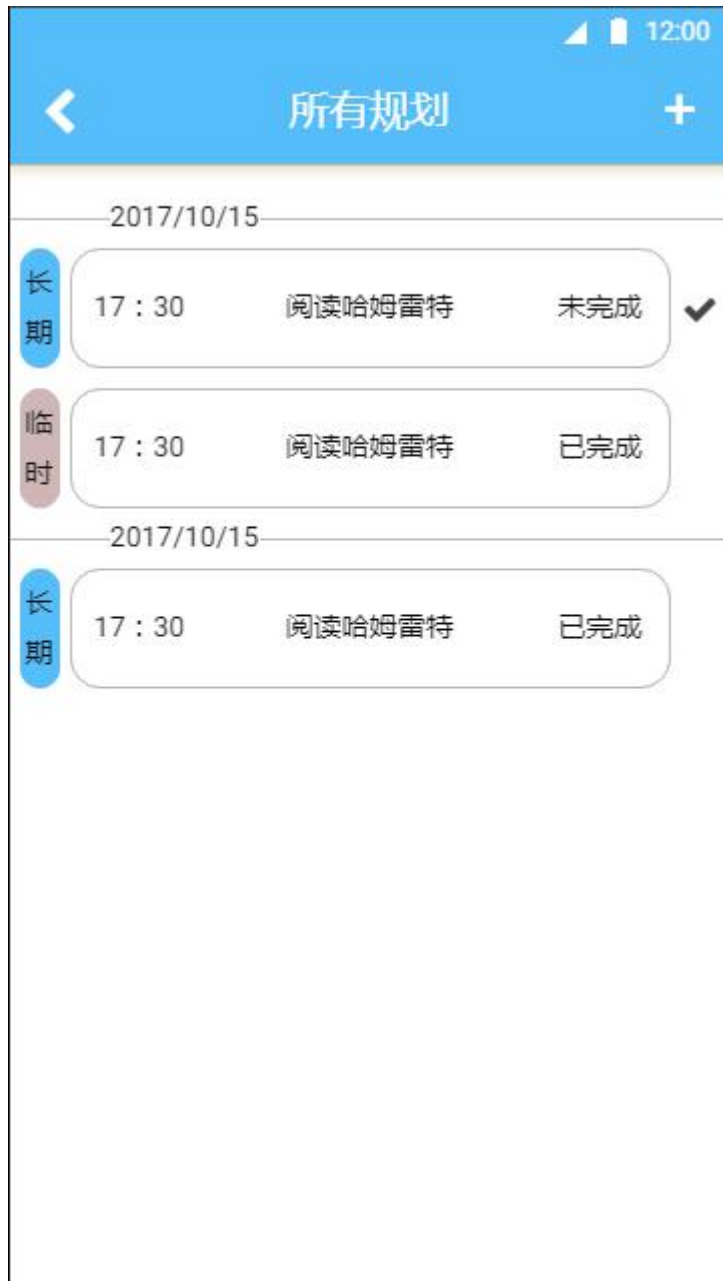 12:00
所有规划
2017/10/15
长期
17：30 阅读哈姆雷特 未完成
临时
17：30 阅读哈姆雷特 已完成
2017/10/15
长期
17：30 阅读哈姆雷特 已完成